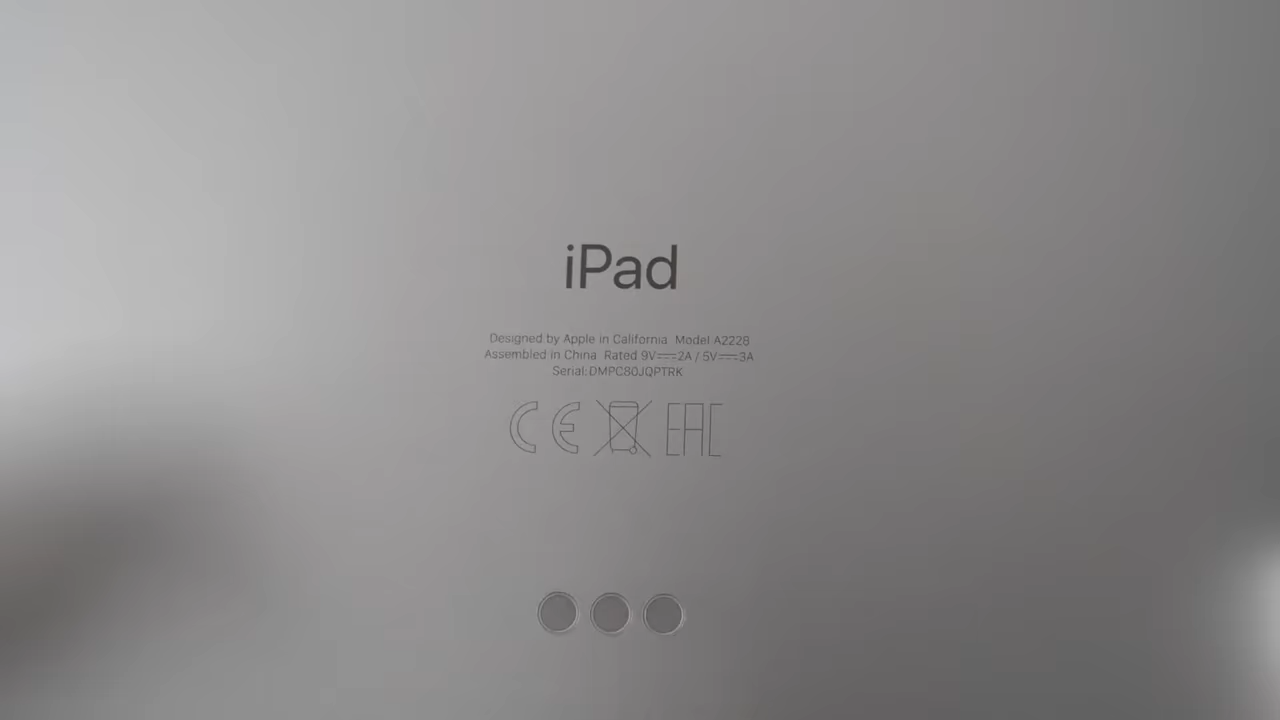 iPad
Designed by Apple in California Model A2228
Assembled in China Rated 9V⎓2A / 5V⎓3A
Serial:DMPC80JQPTRK
CE EAC